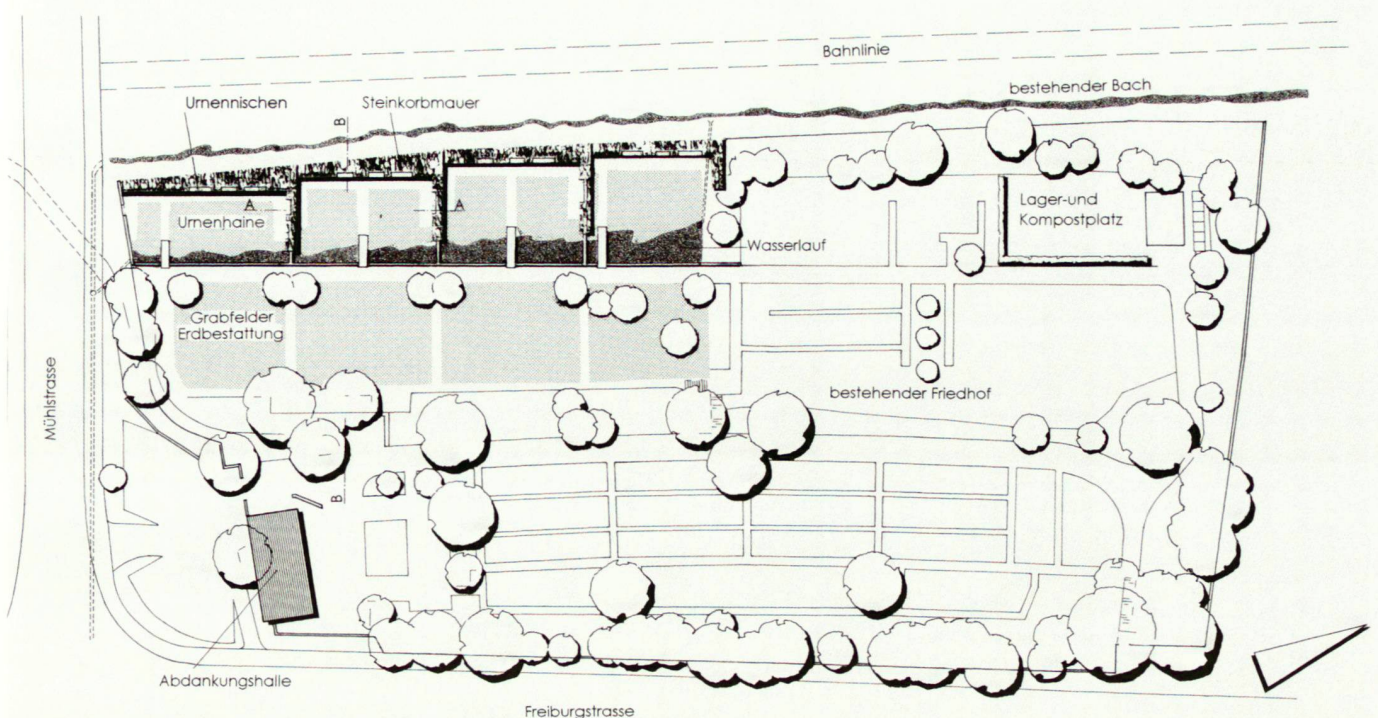 Bahnlinie
bestehender Bach
Urnennischen
Steinkorbmauer
B
Lager-und
Kompostplatz
A
A
Urnenhaine
Wasserlauf
Grabfelder
Erdbestattung
Mühlstrasse
bestehender Friedhof
B
Abdankungshalle
Freiburgstrasse